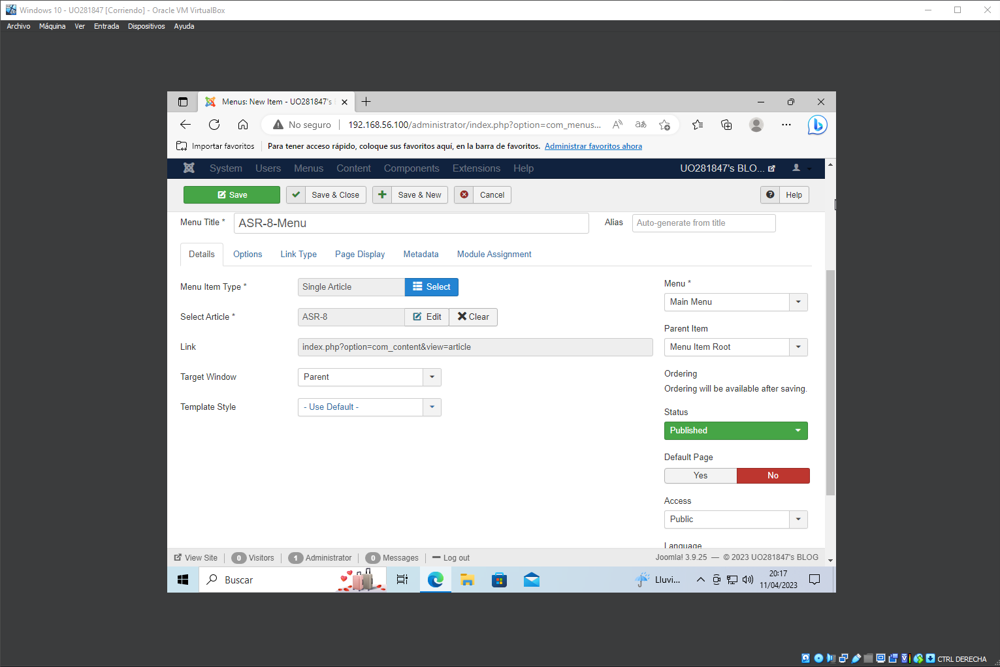 Windows 10 - UO281847 [Corriendo] - Oracle VM VirtualBox
Archivo Máquina Ver Entrada Dispositivos Ayuda
Menus: New Item - UO281847's
No seguro 192.168.56.100/administrator/index.php?option=com_menus...
Importar favoritos Para tener acceso rápido, coloque sus favoritos aquí, en la barra de favoritos. Administrar favoritos ahora
System Users Menus Content Components Extensions Help UO281847's BLO...
Save Save & Close Save & New Cancel Help
Menu Title * ASR-8-Menu Alias Auto-generate from title
Details Options Link Type Page Display Metadata Module Assignment
Menu Item Type * Single Article Select
Select Article * ASR-8 Edit Clear
Link index.php?option=com_content&view=article
Target Window Parent
Template Style - Use Default -
Menu *
Main Menu
Parent Item
Menu Item Root
Ordering
Ordering will be available after saving.
Status
Published
Default Page
Yes No
Access
Public
Language
View Site 0 Visitors 1 Administrator 0 Messages Log out Joomla! 3.9.25 — © 2023 UO281847's BLOG
Buscar Lluvi... 20:17
11/04/2023
CTRL DERECHA